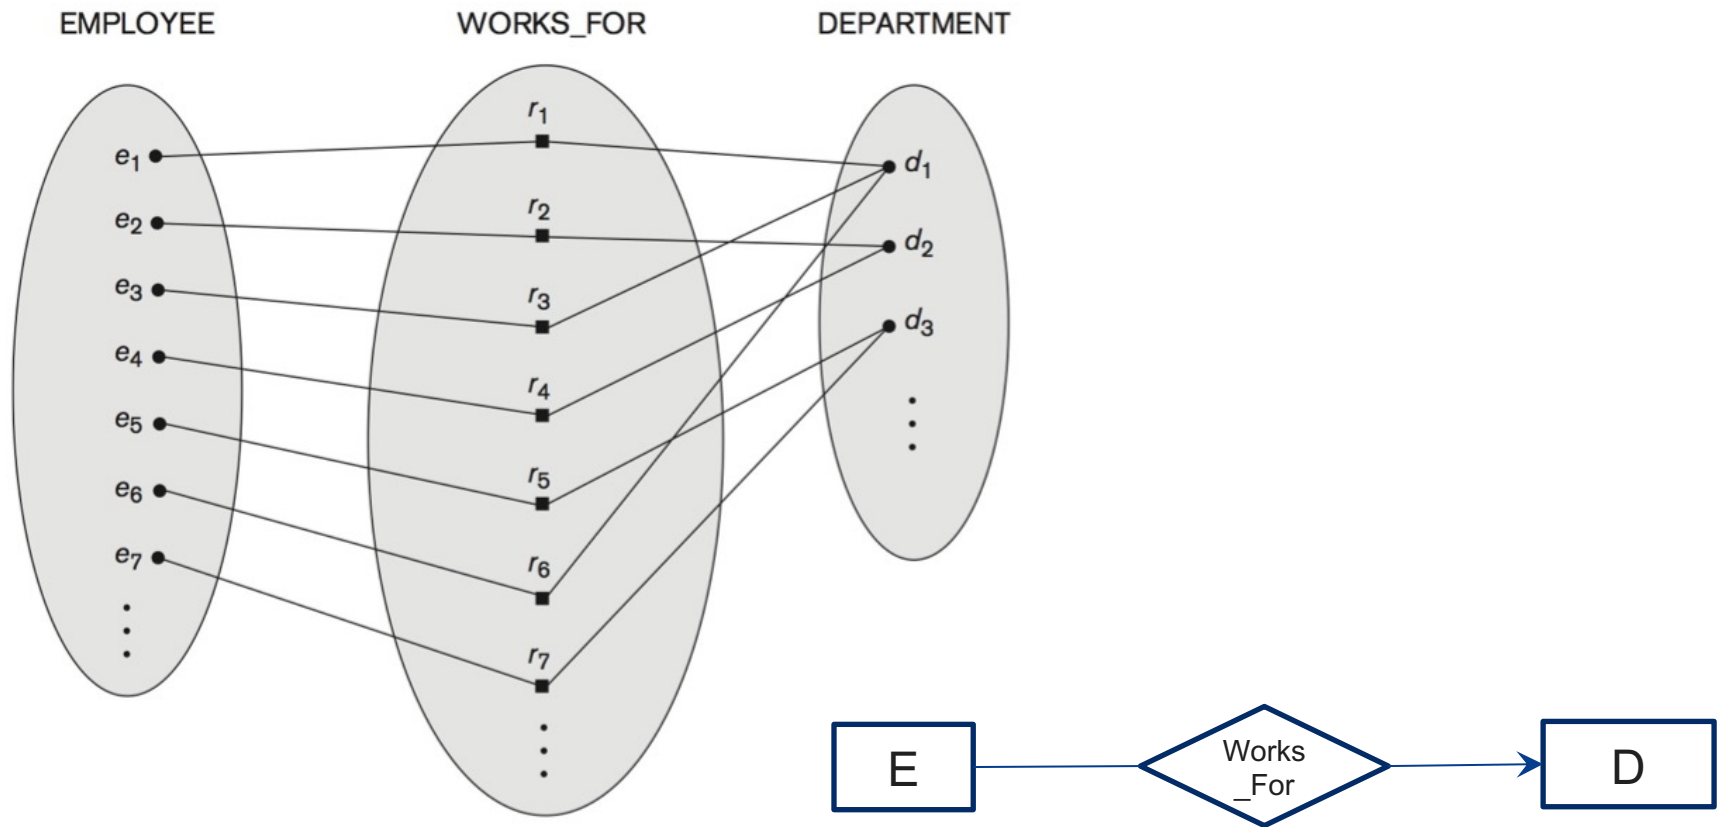 EMPLOYEE WORKS_FOR DEPARTMENT
e1
e2
e3
e4
e5
e6
e7
r1
r2
r3
r4
r5
r6
r7
d1
d2
d3
E
Works
_For
D